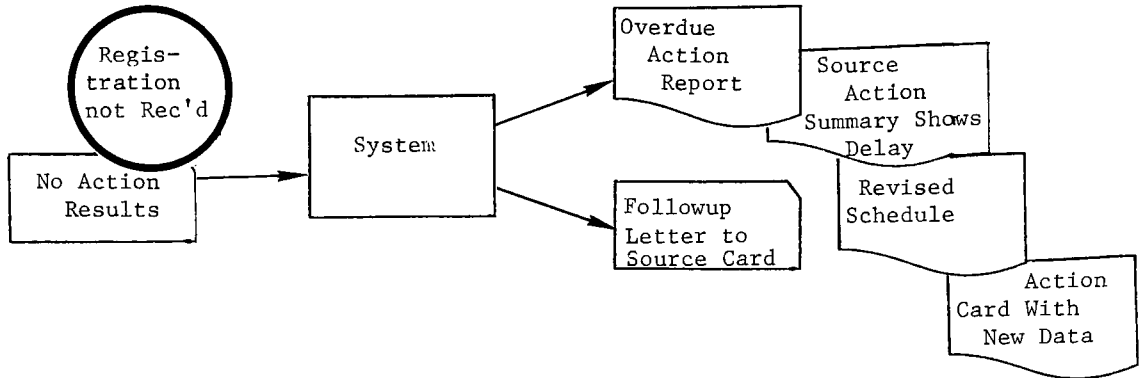 Regis-
tration
not Rec'd
No Action
Results
System
Overdue
Action
Report
Source
Action
Summary Shows
Delay
Revised
Schedule
Action
Card With
New Data
Followup
Letter to
Source Card